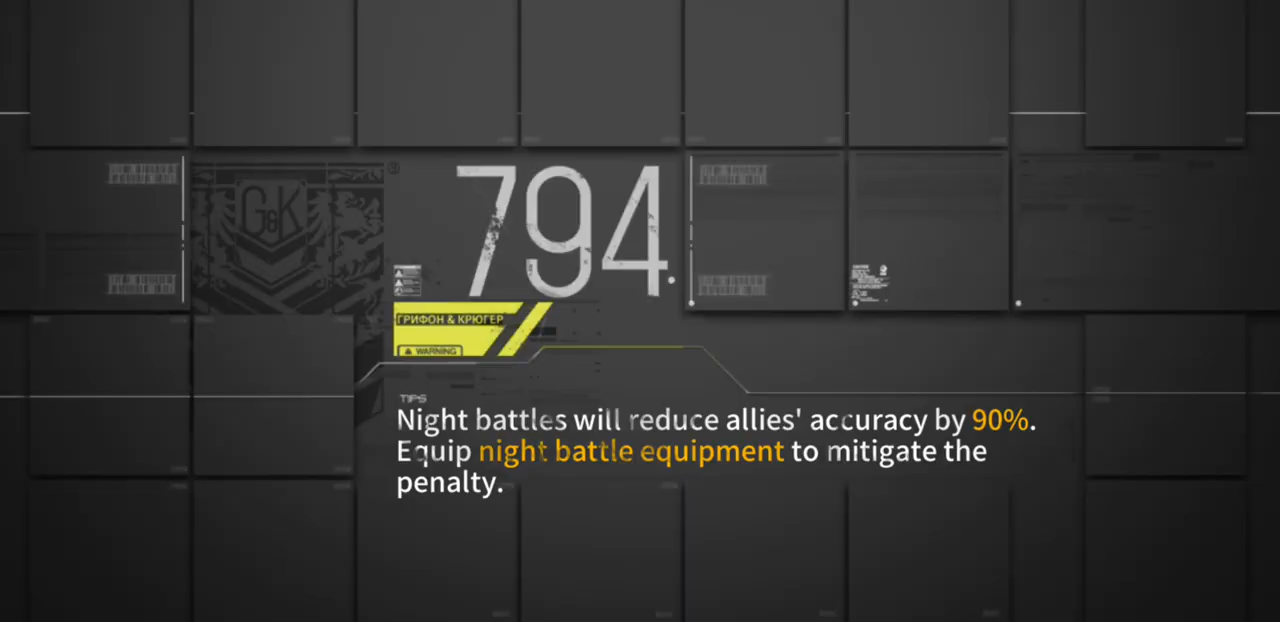 G&K
794.
ГРИФОН & КРЮГЕР
WARNING
TIPS
Night battles will reduce allies' accuracy by 90%.
Equip night battle equipment to mitigate the
penalty.